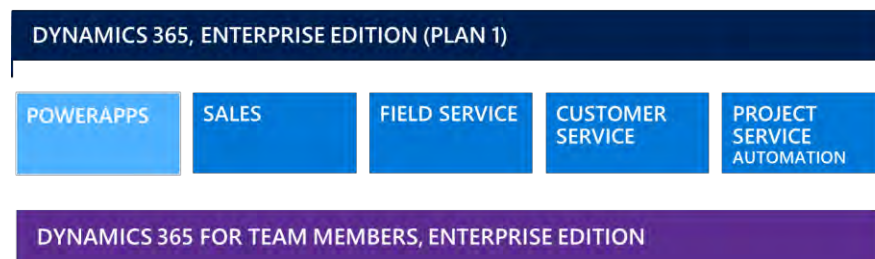 DYNAMICS 365, ENTERPRISE EDITION (PLAN 1)
POWERAPPS
SALES
FIELD SERVICE
CUSTOMER
SERVICE
PROJECT
SERVICE
AUTOMATION
DYNAMICS 365 FOR TEAM MEMBERS, ENTERPRISE EDITION